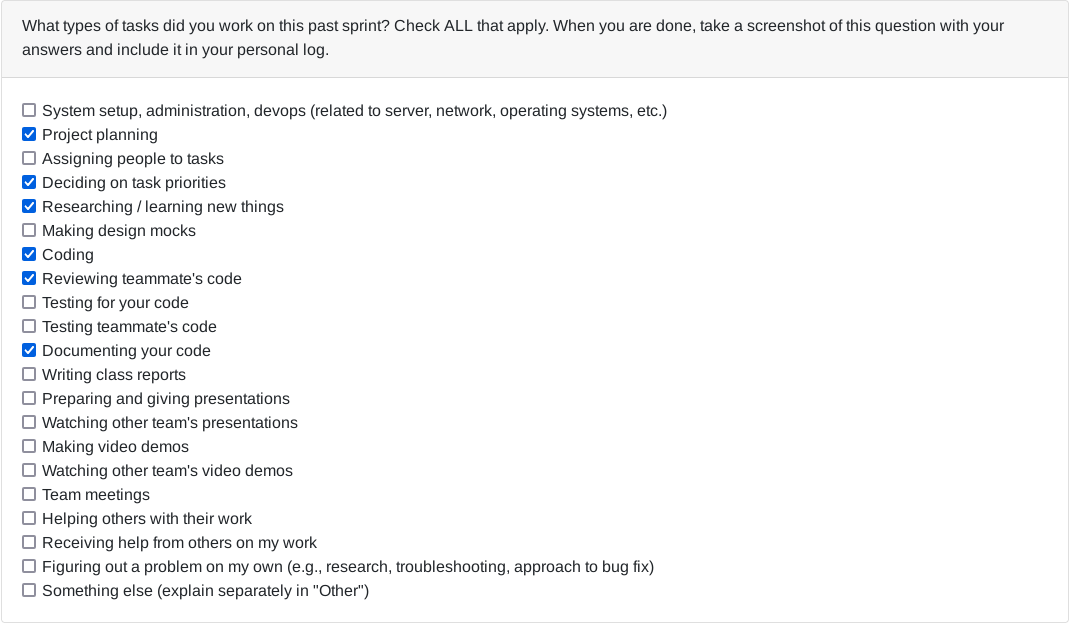 What types of tasks did you work on this past sprint? Check ALL that apply. When you are done, take a screenshot of this question with your
answers and include it in your personal log.
System setup, administration, devops (related to server, network, operating systems, etc.)
Project planning
Assigning people to tasks
Deciding on task priorities
Researching / learning new things
Making design mocks
Coding
Reviewing teammate's code
Testing for your code
Testing teammate's code
Documenting your code
Writing class reports
Preparing and giving presentations
Watching other team's presentations
Making video demos
Watching other team's video demos
Team meetings
Helping others with their work
Receiving help from others on my work
Figuring out a problem on my own (e.g., research, troubleshooting, approach to bug fix)
Something else (explain separately in "Other")